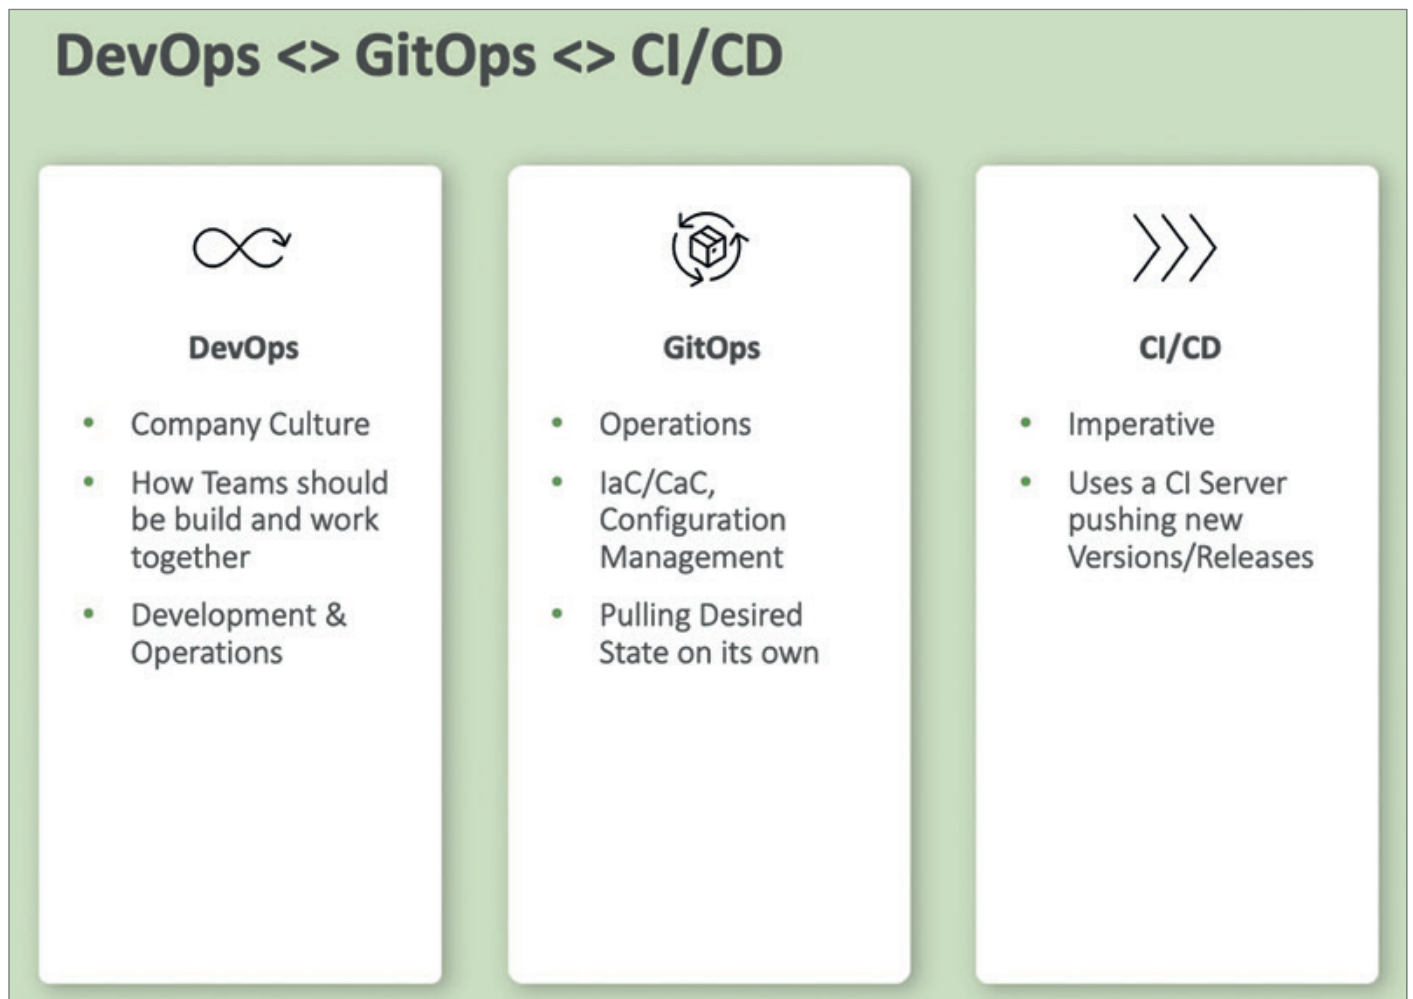 DevOps <> GitOps <> CI/CD
DevOps
• Company Culture
• How Teams should
be build and work
together
• Development &
Operations
GitOps
• Operations
• IaC/CaC,
Configuration
Management
• Pulling Desired
State on its own
CI/CD
• Imperative
• Uses a CI Server
pushing new
Versions/Releases